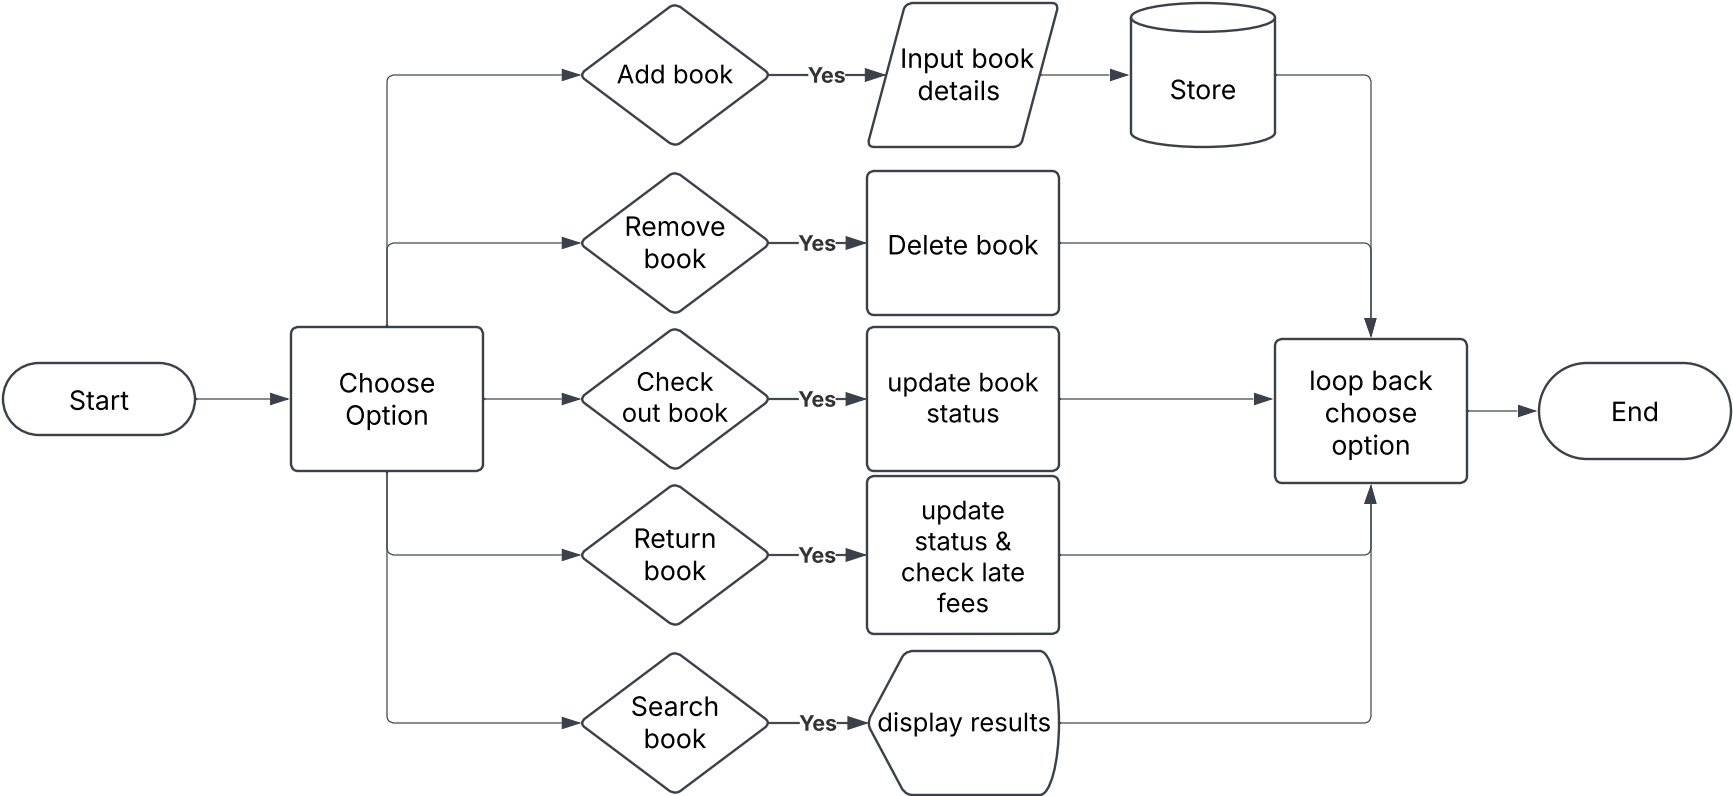 Start
Choose
Option
Add book
Yes
Input book
details
Store
Remove
book
Yes
Delete book
Check
out book
Yes
update book
status
Return
book
Yes
update
status &
check late
fees
Search
book
Yes
display results
loop back
choose
option
End